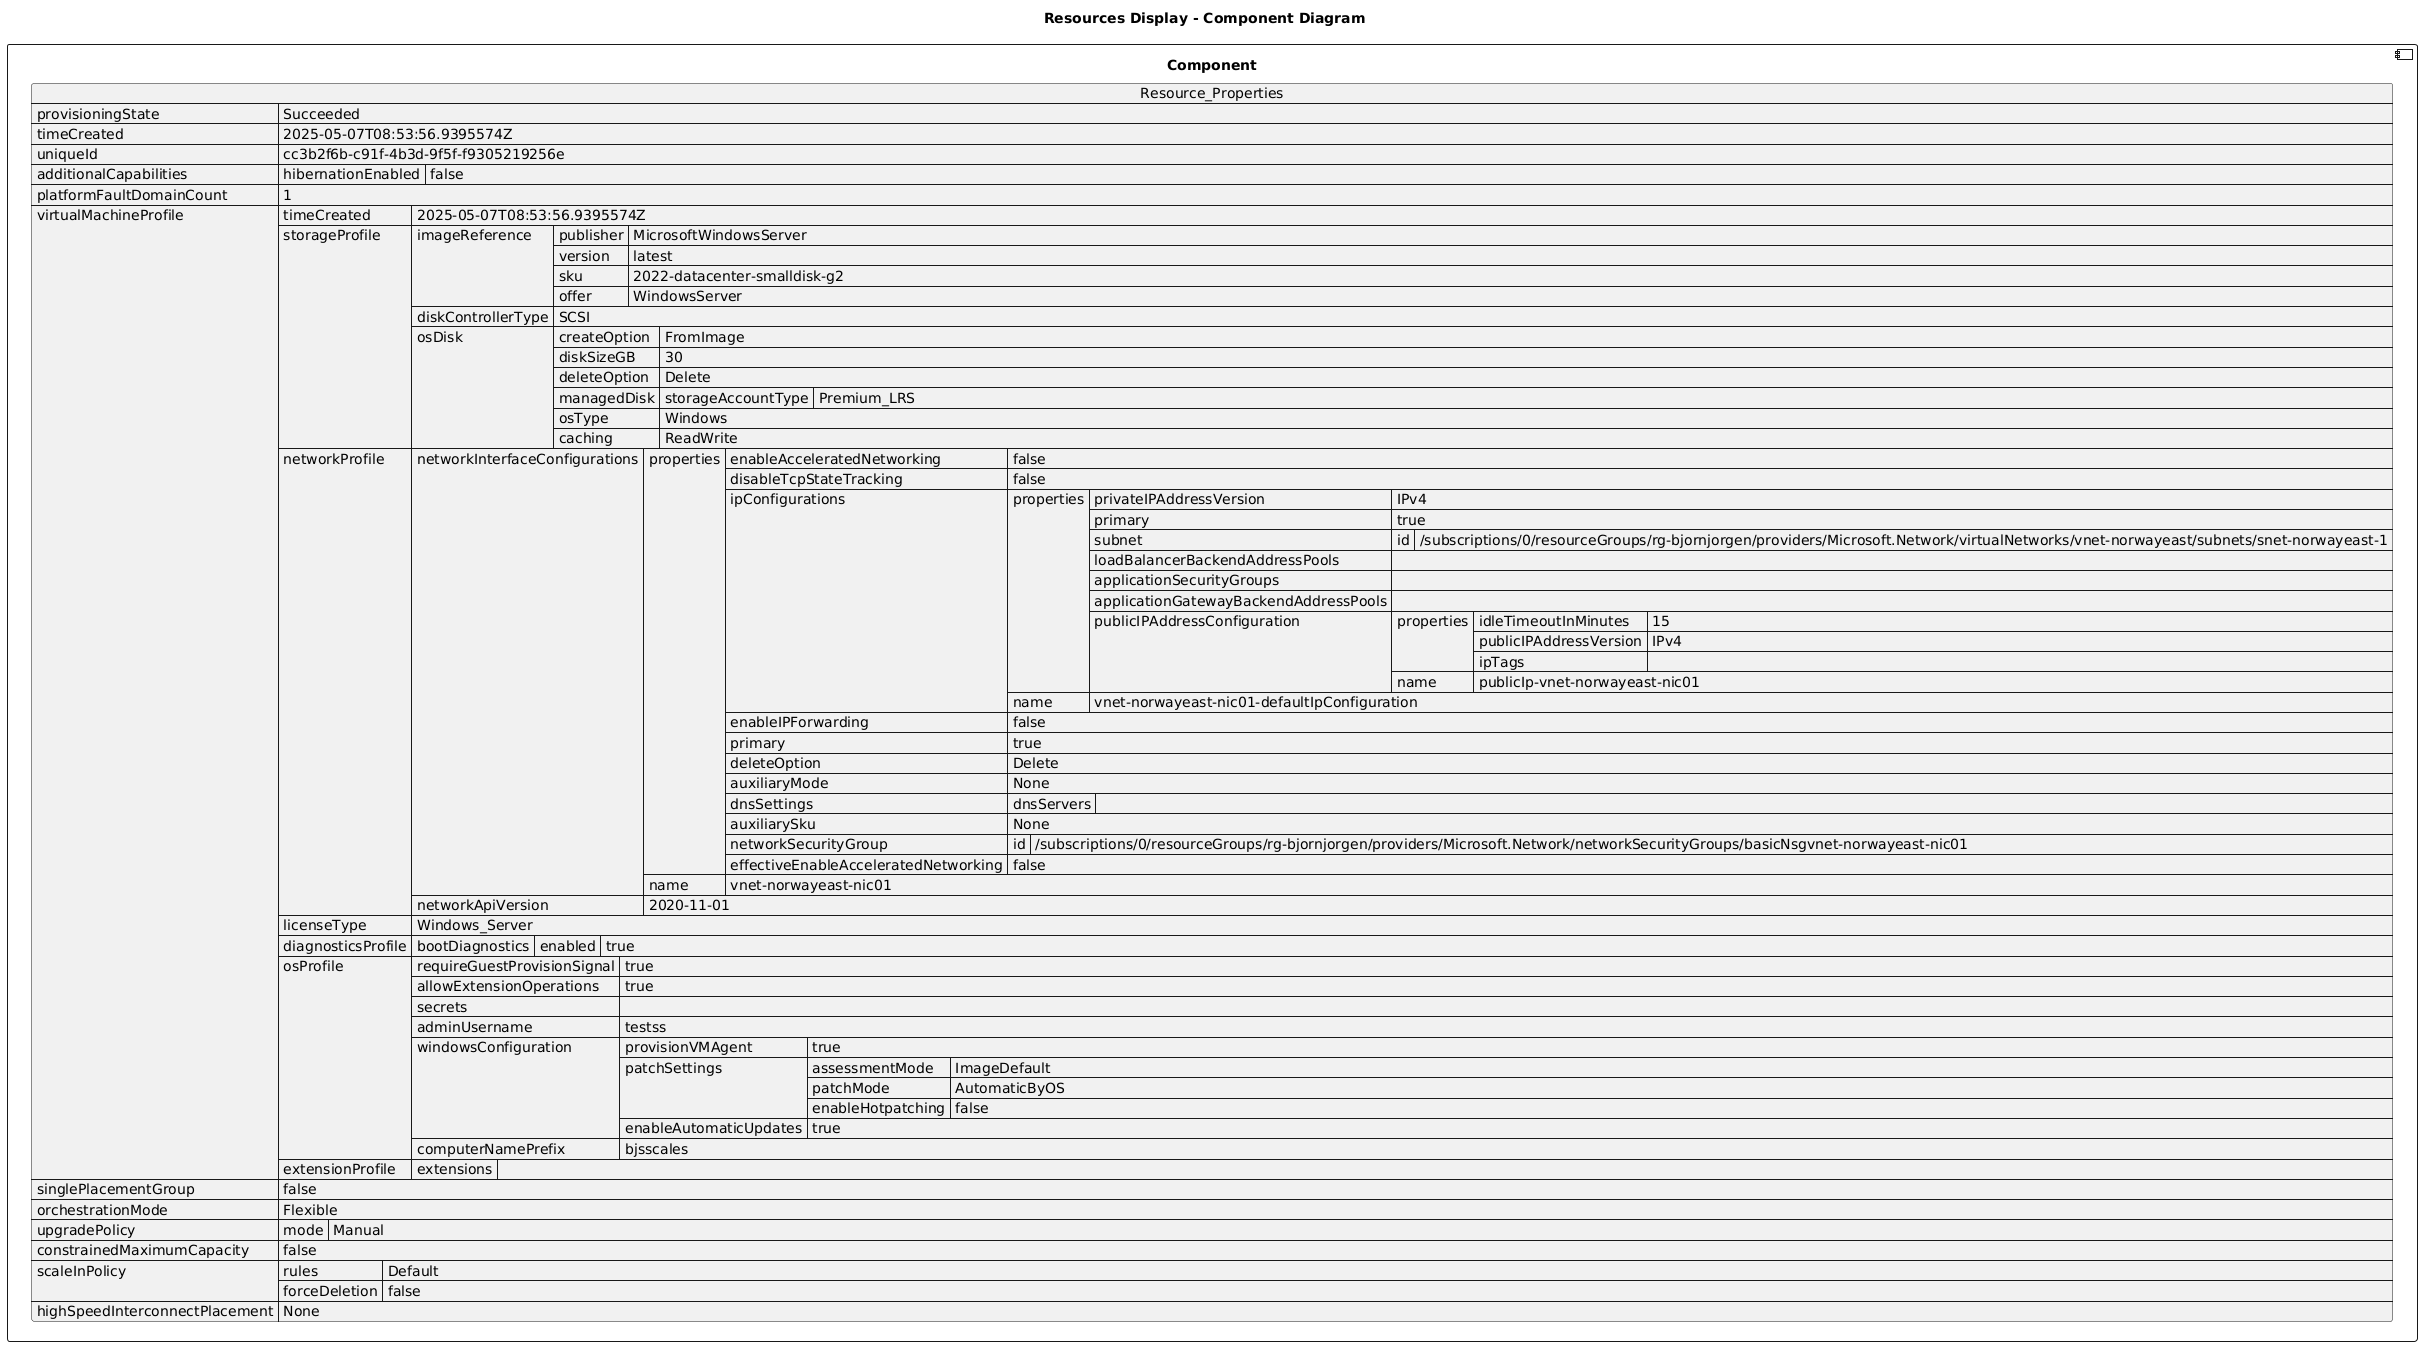 Resources Display - Component Diagram
Component
Resource_Properties
provisioningState Succeeded
timeCreated 2025-05-07T08:53:56.9395574Z
uniqueId cc3b2f6b-c91f-4b3d-9f5f-f9305219256e
additionalCapabilities hibernationEnabled false
platformFaultDomainCount 1
virtualMachineProfile timeCreated 2025-05-07T08:53:56.9395574Z
storageProfile imageReference publisher MicrosoftWindowsServer
version latest
sku 2022-datacenter-smalldisk-g2
offer WindowsServer
diskControllerType SCSI
osDisk createOption FromImage
diskSizeGB 30
deleteOption Delete
managedDisk storageAccountType Premium_LRS
osType Windows
caching ReadWrite
networkProfile networkInterfaceConfigurations properties enableAcceleratedNetworking false
disableTcpStateTracking false
ipConfigurations properties privateIPAddressVersion IPv4
primary true
subnet id /subscriptions/0/resourceGroups/rg-bjornjorgen/providers/Microsoft.Network/virtualNetworks/vnet-norwayeast/subnets/snet-norwayeast-1
loadBalancerBackendAddressPools
applicationSecurityGroups
applicationGatewayBackendAddressPools
publicIPAddressConfiguration properties idleTimeoutInMinutes 15
publicIPAddressVersion IPv4
ipTags
name publicIp-vnet-norwayeast-nic01
name vnet-norwayeast-nic01-defaultIpConfiguration
enableIPForwarding false
primary true
deleteOption Delete
auxiliaryMode None
dnsSettings dnsServers
auxiliarySku None
networkSecurityGroup id /subscriptions/0/resourceGroups/rg-bjornjorgen/providers/Microsoft.Network/networkSecurityGroups/basicNsgvnet-norwayeast-nic01
effectiveEnableAcceleratedNetworking false
name vnet-norwayeast-nic01
networkApiVersion 2020-11-01
licenseType Windows_Server
diagnosticsProfile bootDiagnostics enabled true
osProfile requireGuestProvisionSignal true
allowExtensionOperations true
secrets
adminUsername testss
windowsConfiguration provisionVMAgent true
patchSettings assessmentMode ImageDefault
patchMode AutomaticByOS
enableHotpatching false
enableAutomaticUpdates true
computerNamePrefix bjsscales
extensionProfile extensions
singlePlacementGroup false
orchestrationMode Flexible
upgradePolicy mode Manual
constrainedMaximumCapacity false
scaleInPolicy rules Default
forceDeletion false
highSpeedInterconnectPlacement None